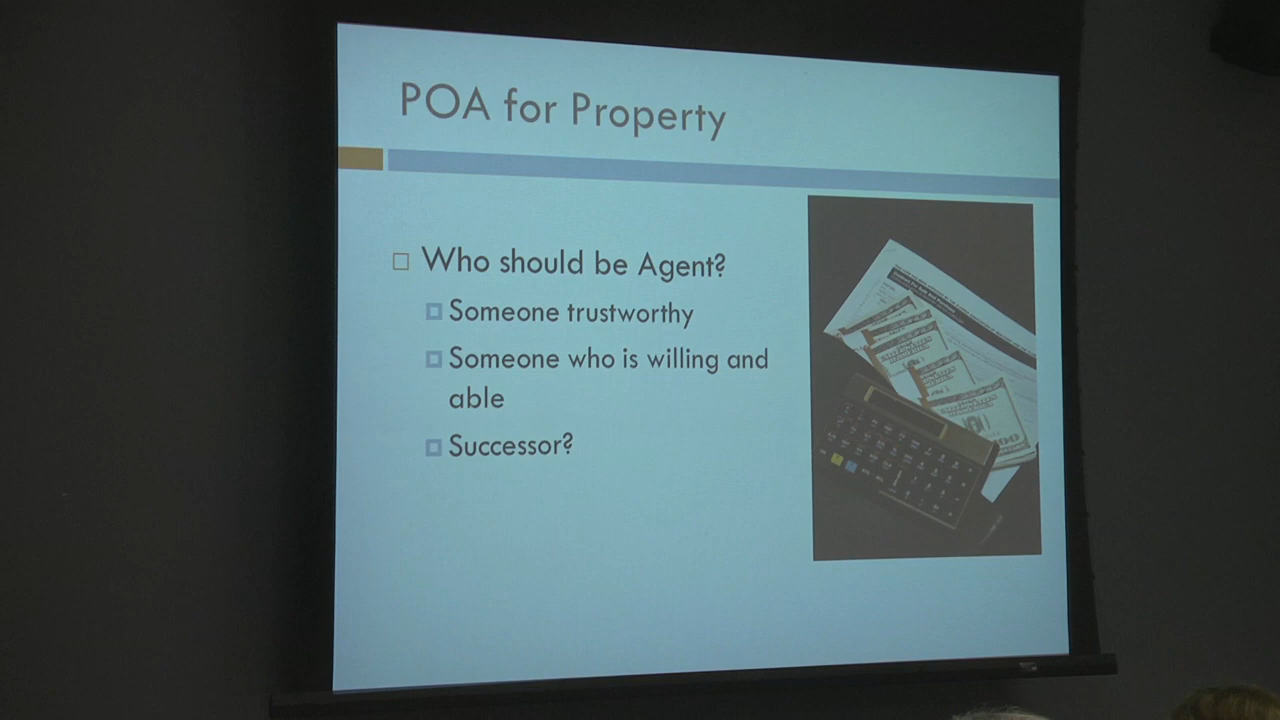 POA for Property
Who should be Agent?
Someone trustworthy
Someone who is willing and
able
Successor?